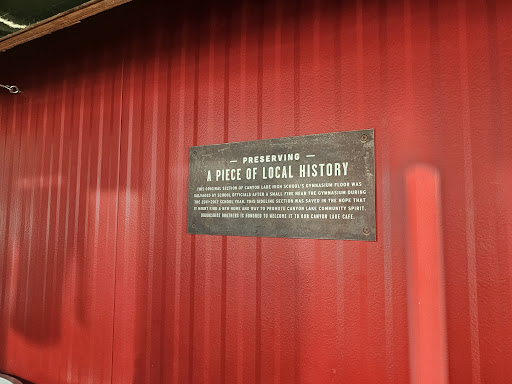 — PRESERVING —
A PIECE OF LOCAL HISTORY
THIS ORIGINAL SECTION OF CANYON LAKE HIGH SCHOOL'S GYMNASIUM FLOOR WAS
SALVAGED BY SCHOOL OFFICIALS AFTER A SMALL FIRE NEAR THE GYMNASIUM DURING
THE 2011-2012 SCHOOL YEAR. THIS SIDELINE SECTION WAS SAVED IN THE HOPE THAT
IT MIGHT FIND A NEW HOME AND WAY TO PROMOTE CANYON LAKE COMMUNITY SPIRIT.
BROOKSHIRE BROTHERS IS HONORED TO WELCOME IT TO OUR CANYON LAKE CAFE.